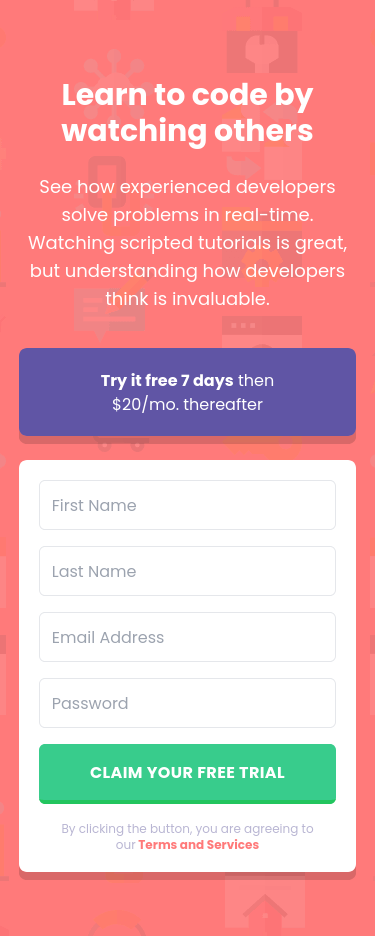 Learn to code by
watching others
See how experienced developers
solve problems in real-time.
Watching scripted tutorials is great,
but understanding how developers
think is invaluable.
Try it free 7 days then
$20/mo. thereafter
First Name
Last Name
Email Address
Password
CLAIM YOUR FREE TRIAL
By clicking the button, you are agreeing to
our Terms and Services